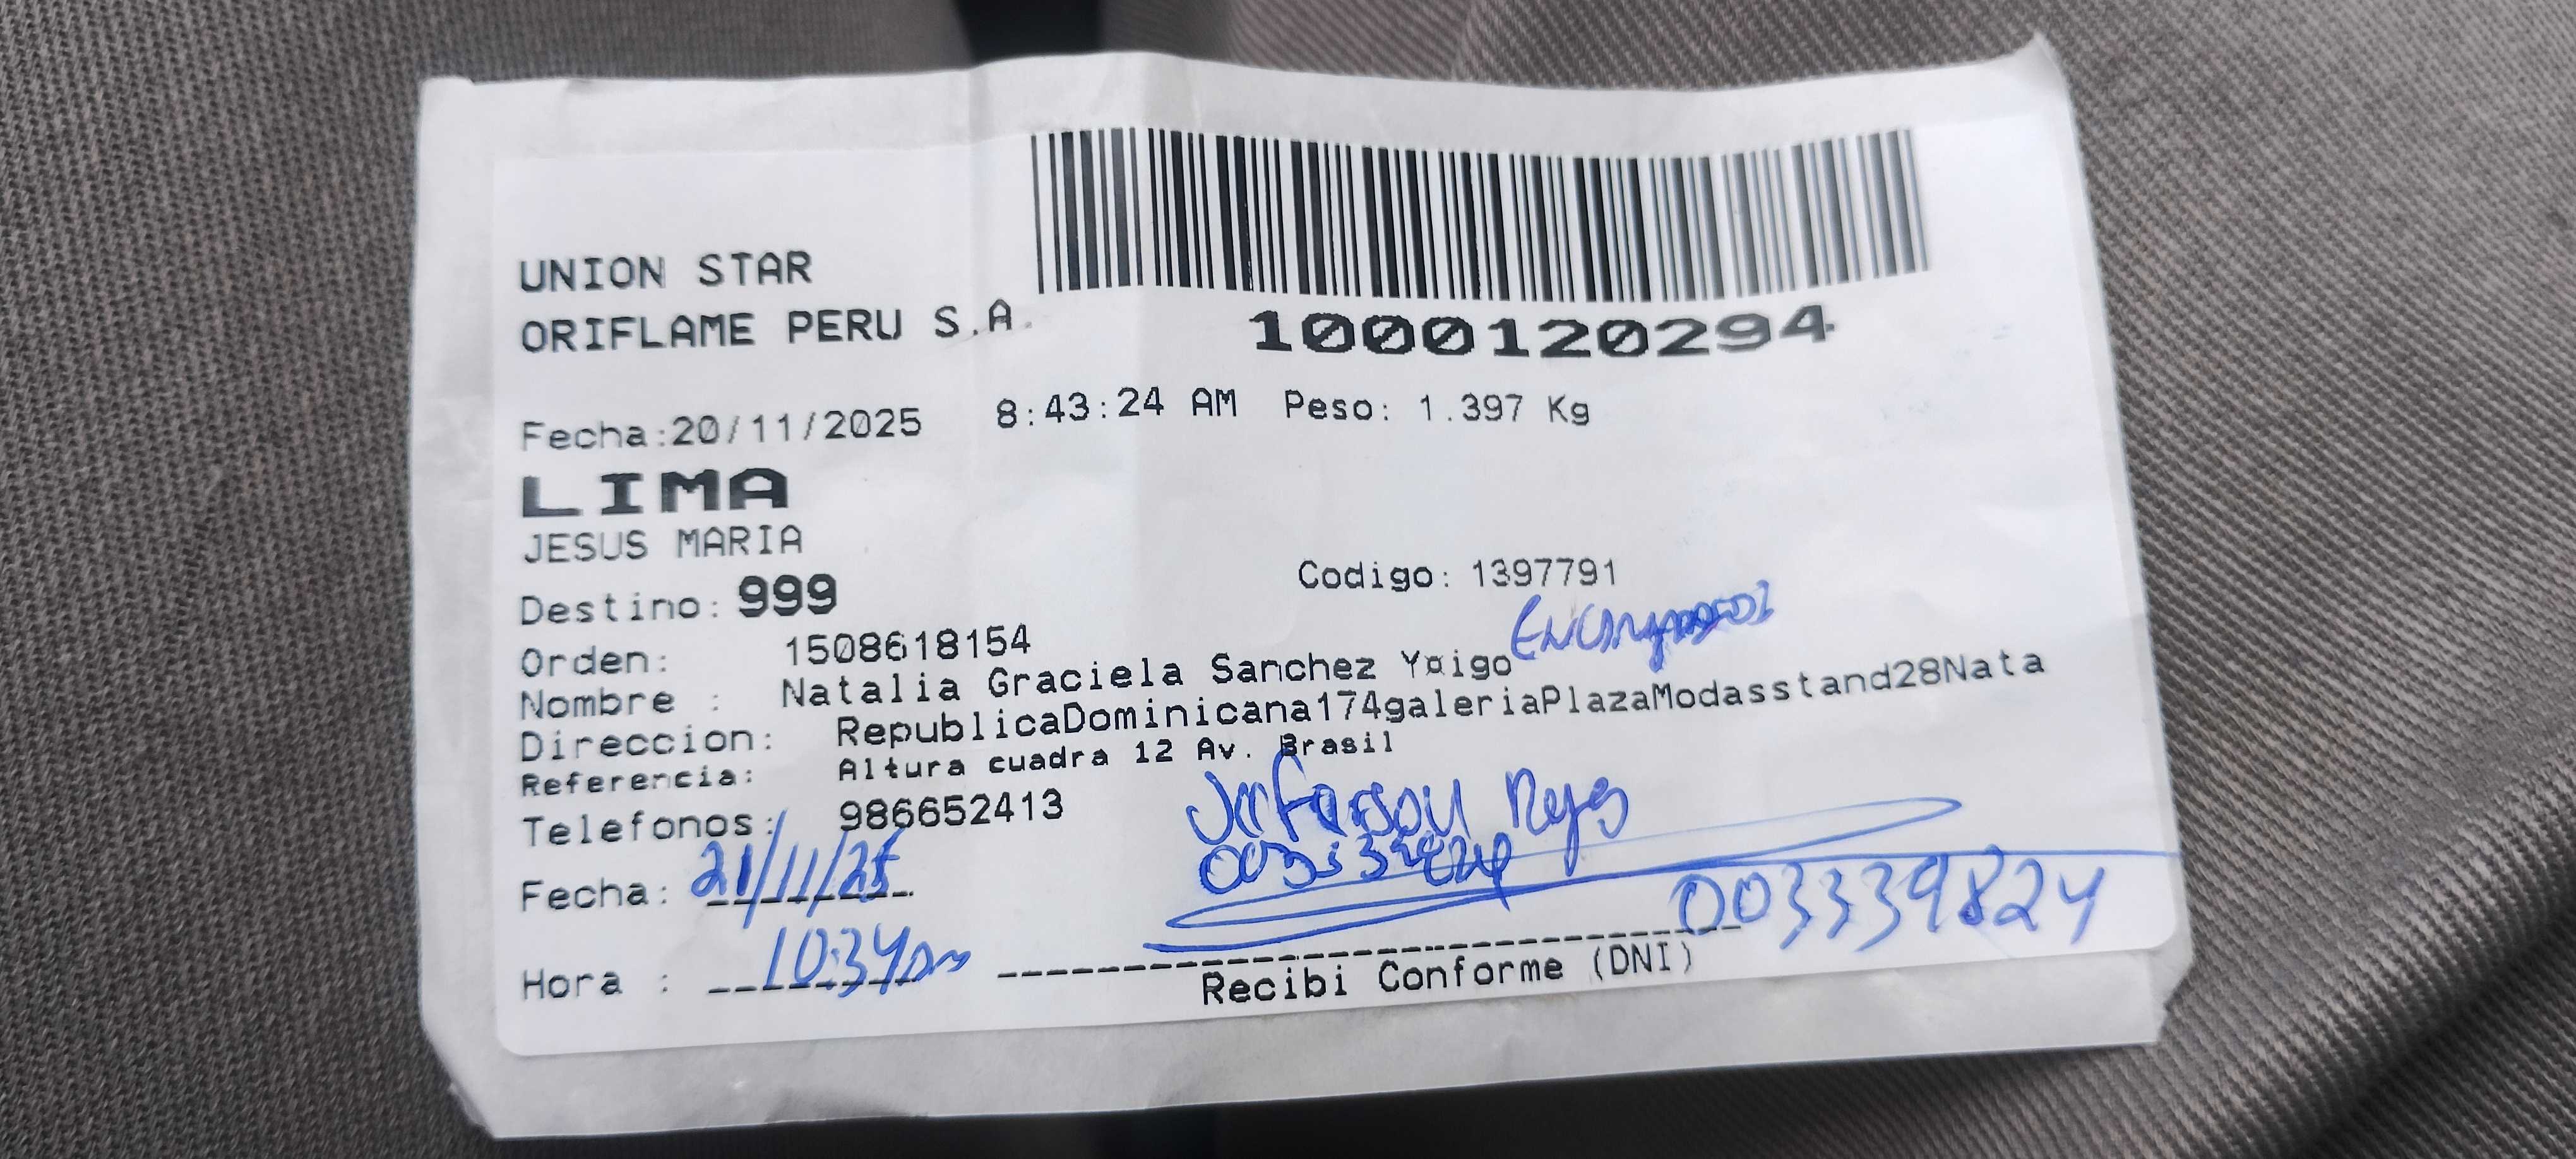 UNION STAR
ORIFLAME PERU S.A.
1000120294
Fecha:20/11/2025 8:43:24 AM Peso: 1.397 Kg
LIMA
JESUS MARIA
Destino: 999 Codigo: 1397791
Orden: 1508618154
Nombre : Natalia Graciela Sanchez Y¤igo
Direccion: RepublicaDominicana174galeriaPlazaModasstand28Nata
Referencia: Altura cuadra 12 Av. Brasil
Telefonos: 986652413
Fecha: 21/11/25
003339824
Hora : 10:34am
Recibi Conforme (DNI)